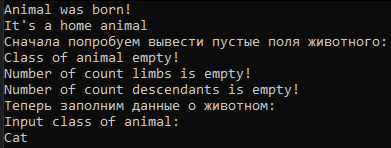 Animal was born!
It's a home animal
Сначала попробуем вывести пустые поля животного:
Class of animal empty!
Number of count limbs is empty!
Number of count descendants is empty!
Теперь заполним данные о животном:
Input class of animal:
Cat